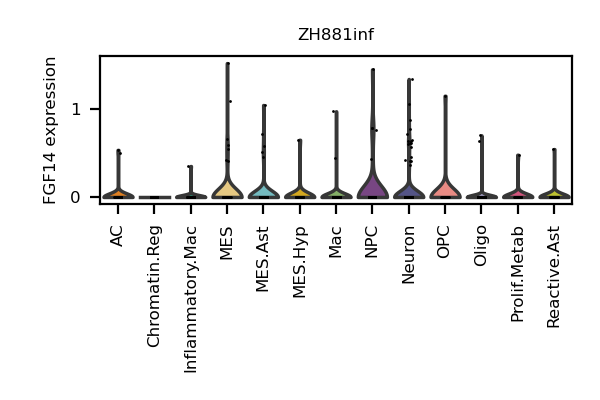 ZH881inf
FGF14 expression
1
0
AC
Chromatin.Reg
Inflammatory.Mac
MES
MES.Ast
MES.Hyp
Mac
NPC
Neuron
OPC
Oligo
Prolif.Metab
Reactive.Ast